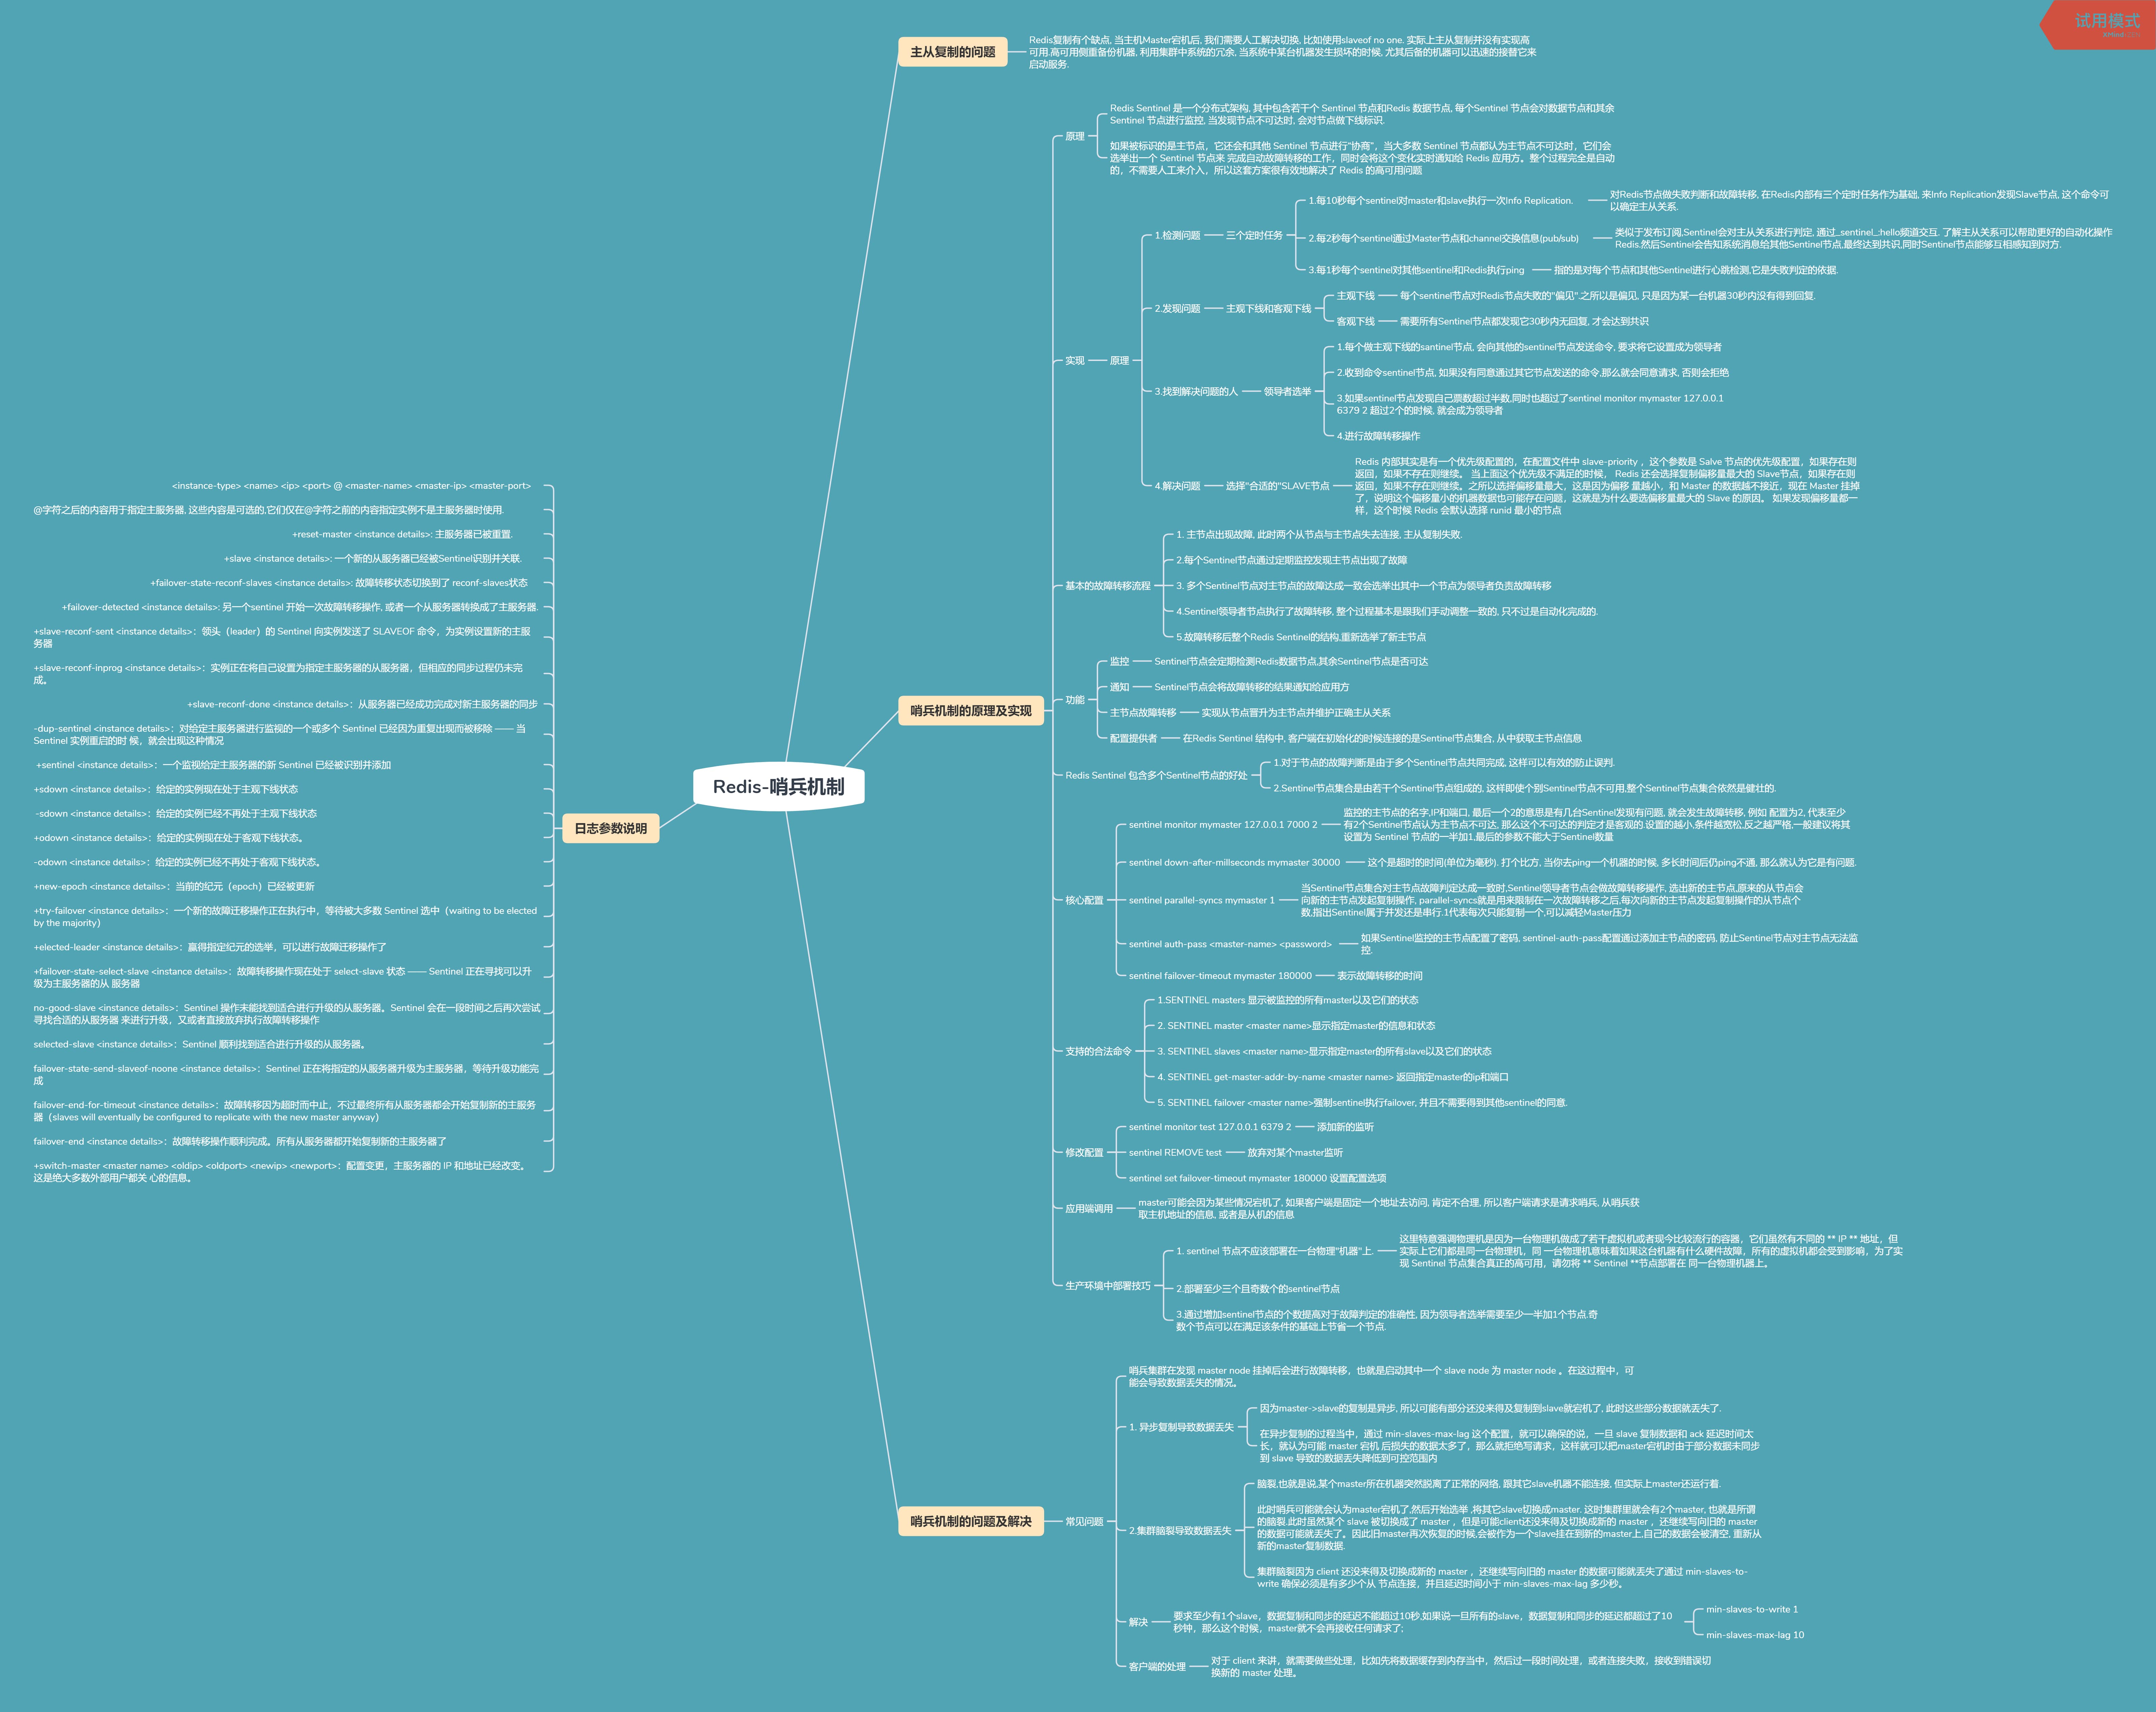 试用模式
XMind:ZEN
Redis-哨兵机制
主从复制的问题
Redis复制有个缺点, 当主机Master宕机后, 我们需要人工解决切换, 比如使用slaveof no one. 实际上主从复制并没有实现高
可用.高可用侧重备份机器, 利用集群中系统的冗余, 当系统中某台机器发生损坏的时候, 尤其后备的机器可以迅速的接替它来
启动服务.
哨兵机制的原理及实现
原理
Redis Sentinel 是一个分布式架构, 其中包含若干个 Sentinel 节点和Redis 数据节点, 每个Sentinel 节点会对数据节点和其余
Sentinel 节点进行监控, 当发现节点不可达时, 会对节点做下线标识.
如果被标识的是主节点，它还会和其他 Sentinel 节点进行"协商"，当大多数 Sentinel 节点都认为主节点不可达时，它们会
选举出一个 Sentinel 节点来 完成自动故障转移的工作，同时会将这个变化实时通知给 Redis 应用方。整个过程完全是自动
的，不需要人工来介入，所以这套方案很有效地解决了 Redis 的高可用问题
实现
原理
1.检测问题
三个定时任务
1.每10秒每个sentinel对master和slave执行一次Info Replication.
对Redis节点做失败判断和故障转移, 在Redis内部有三个定时任务作为基础, 来Info Replication发现Slave节点, 这个命令可
以确定主从关系.
2.每2秒每个sentinel通过Master节点和channel交换信息(pub/sub)
类似于发布订阅,Sentinel会对主从关系进行判定, 通过_sentinel_:hello频道交互. 了解主从关系可以帮助更好的自动化操作
Redis.然后Sentinel会告知系统消息给其他Sentinel节点,最终达到共识,同时Sentinel节点能够互相感知到对方.
3.每1秒每个sentinel对其他sentinel和Redis执行ping
指的是对每个节点和其他Sentinel进行心跳检测,它是失败判定的依据.
2.发现问题
主观下线和客观下线
主观下线
每个sentinel节点对Redis节点失败的"偏见".之所以是偏见, 只是因为某一台机器30秒内没有得到回复.
客观下线
需要所有Sentinel节点都发现它30秒内无回复, 才会达到共识
3.找到解决问题的人
领导者选举
1.每个做主观下线的santinel节点, 会向其他的sentinel节点发送命令, 要求将它设置成为领导者
2.收到命令sentinel节点, 如果没有同意通过其它节点发送的命令,那么就会同意请求, 否则会拒绝
3.如果sentinel节点发现自己票数超过半数,同时也超过了sentinel monitor mymaster 127.0.0.1
6379 2 超过2个的时候, 就会成为领导者
4.进行故障转移操作
4.解决问题
选择"合适的"SLAVE节点
Redis 内部其实是有一个优先级配置的，在配置文件中 slave-priority ，这个参数是 Salve 节点的优先级配置，如果存在则
返回，如果不存在则继续。 当上面这个优先级不满足的时候， Redis 还会选择复制偏移量最大的 Slave节点，如果存在则
返回，如果不存在则继续。之所以选择偏移量最大，这是因为偏移 量越小，和 Master 的数据越不接近，现在 Master 挂掉
了，说明这个偏移量小的机器数据也可能存在问题，这就是为什么要选偏移量最大的 Slave 的原因。 如果发现偏移量都一
样，这个时候 Redis 会默认选择 runid 最小的节点
基本的故障转移流程
1. 主节点出现故障, 此时两个从节点与主节点失去连接, 主从复制失败.
2.每个Sentinel节点通过定期监控发现主节点出现了故障
3. 多个Sentinel节点对主节点的故障达成一致会选举出其中一个节点为领导者负责故障转移
4.Sentinel领导者节点执行了故障转移, 整个过程基本是跟我们手动调整一致的, 只不过是自动化完成的.
5.故障转移后整个Redis Sentinel的结构,重新选举了新主节点
功能
监控
Sentinel节点会定期检测Redis数据节点,其余Sentinel节点是否可达
通知
Sentinel节点会将故障转移的结果通知给应用方
主节点故障转移
实现从节点晋升为主节点并维护正确主从关系
配置提供者
在Redis Sentinel 结构中, 客户端在初始化的时候连接的是Sentinel节点集合, 从中获取主节点信息
Redis Sentinel 包含多个Sentinel节点的好处
1.对于节点的故障判断是由于多个Sentinel节点共同完成, 这样可以有效的防止误判.
2.Sentinel节点集合是由若干个Sentinel节点组成的, 这样即使个别Sentinel节点不可用,整个Sentinel节点集合依然是健壮的.
核心配置
sentinel monitor mymaster 127.0.0.1 7000 2
监控的主节点的名字,IP和端口, 最后一个2的意思是有几台Sentinel发现有问题, 就会发生故障转移, 例如 配置为2, 代表至少
有2个Sentinel节点认为主节点不可达, 那么这个不可达的判定才是客观的.设置的越小,条件越宽松,反之越严格,一般建议将其
设置为 Sentinel 节点的一半加1,最后的参数不能大于Sentinel数量
sentinel down-after-millseconds mymaster 30000
这个是超时的时间(单位为毫秒). 打个比方, 当你去ping一个机器的时候, 多长时间后仍ping不通, 那么就认为它是有问题.
sentinel parallel-syncs mymaster 1
当Sentinel节点集合对主节点故障判定达成一致时,Sentinel领导者节点会做故障转移操作, 选出新的主节点,原来的从节点会
向新的主节点发起复制操作, parallel-syncs就是用来限制在一次故障转移之后,每次向新的主节点发起复制操作的从节点个
数,指出Sentinel属于并发还是串行.1代表每次只能复制一个,可以减轻Master压力
sentinel auth-pass <master-name> <password>
如果Sentinel监控的主节点配置了密码, sentinel-auth-pass配置通过添加主节点的密码, 防止Sentinel节点对主节点无法监
控.
sentinel failover-timeout mymaster 180000
表示故障转移的时间
支持的合法命令
1.SENTINEL masters 显示被监控的所有master以及它们的状态
2. SENTINEL master <master name>显示指定master的信息和状态
3. SENTINEL slaves <master name>显示指定master的所有slave以及它们的状态
4. SENTINEL get-master-addr-by-name <master name> 返回指定master的ip和端口
5. SENTINEL failover <master name>强制sentinel执行failover, 并且不需要得到其他sentinel的同意.
修改配置
sentinel monitor test 127.0.0.1 6379 2
添加新的监听
sentinel REMOVE test
放弃对某个master监听
sentinel set failover-timeout mymaster 180000 设置配置选项
应用端调用
master可能会因为某些情况宕机了, 如果客户端是固定一个地址去访问, 肯定不合理, 所以客户端请求是请求哨兵, 从哨兵获
取主机地址的信息, 或者是从机的信息
生产环境中部署技巧
1. sentinel 节点不应该部署在一台物理"机器"上.
这里特意强调物理机是因为一台物理机做成了若干虚拟机或者现今比较流行的容器，它们虽然有不同的 ** IP ** 地址，但
实际上它们都是同一台物理机，同 一台物理机意味着如果这台机器有什么硬件故障，所有的虚拟机都会受到影响，为了实
现 Sentinel 节点集合真正的高可用，请勿将 ** Sentinel **节点部署在 同一台物理机器上。
2.部署至少三个且奇数个的sentinel节点
3.通过增加sentinel节点的个数提高对于故障判定的准确性, 因为领导者选举需要至少一半加1个节点.奇
数个节点可以在满足该条件的基础上节省一个节点.
哨兵机制的问题及解决
常见问题
哨兵集群在发现 master node 挂掉后会进行故障转移，也就是启动其中一个 slave node 为 master node 。在这过程中，可
能会导致数据丢失的情况。
1. 异步复制导致数据丢失
因为master->slave的复制是异步, 所以可能有部分还没来得及复制到slave就宕机了, 此时这些部分数据就丢失了.
在异步复制的过程当中，通过 min-slaves-max-lag 这个配置，就可以确保的说，一旦 slave 复制数据和 ack 延迟时间太
长，就认为可能 master 宕机 后损失的数据太多了，那么就拒绝写请求，这样就可以把master宕机时由于部分数据未同步
到 slave 导致的数据丢失降低到可控范围内
2.集群脑裂导致数据丢失
脑裂,也就是说,某个master所在机器突然脱离了正常的网络, 跟其它slave机器不能连接, 但实际上master还运行着.
此时哨兵可能就会认为master宕机了,然后开始选举 ,将其它slave切换成master, 这时集群里就会有2个master, 也就是所谓
的脑裂.此时虽然某个 slave 被切换成了 master ，但是可能client还没来得及切换成新的 master ，还继续写向旧的 master
的数据可能就丢失了。因此旧master再次恢复的时候,会被作为一个slave挂在到新的master上,自己的数据会被清空, 重新从
新的master复制数据.
集群脑裂因为 client 还没来得及切换成新的 master ，还继续写向旧的 master 的数据可能就丢失了通过 min-slaves-to-
write 确保必须是有多少个从 节点连接，并且延迟时间小于 min-slaves-max-lag 多少秒。
解决
要求至少有1个slave，数据复制和同步的延迟不能超过10秒,如果说一旦所有的slave，数据复制和同步的延迟都超过了10
秒钟，那么这个时候，master就不会再接收任何请求了;
min-slaves-to-write 1
min-slaves-max-lag 10
客户端的处理
对于 client 来讲，就需要做些处理，比如先将数据缓存到内存当中，然后过一段时间处理，或者连接失败，接收到错误切
换新的 master 处理。
日志参数说明
<instance-type> <name> <ip> <port> @ <master-name> <master-ip> <master-port>
@字符之后的内容用于指定主服务器, 这些内容是可选的,它们仅在@字符之前的内容指定实例不是主服务器时使用.
+reset-master <instance details>: 主服务器已被重置.
+slave <instance details>: 一个新的从服务器已经被Sentinel识别并关联.
+failover-state-reconf-slaves <instance details>: 故障转移状态切换到了 reconf-slaves状态
+failover-detected <instance details>: 另一个sentinel 开始一次故障转移操作, 或者一个从服务器转换成了主服务器.
+slave-reconf-sent <instance details>：领头（leader）的 Sentinel 向实例发送了 SLAVEOF 命令，为实例设置新的主服
务器
+slave-reconf-inprog <instance details>：实例正在将自己设置为指定主服务器的从服务器，但相应的同步过程仍未完
成。
+slave-reconf-done <instance details>：从服务器已经成功完成对新主服务器的同步
-dup-sentinel <instance details>：对给定主服务器进行监视的一个或多个 Sentinel 已经因为重复出现而被移除 —— 当
Sentinel 实例重启的时 候，就会出现这种情况
+sentinel <instance details>：一个监视给定主服务器的新 Sentinel 已经被识别并添加
+sdown <instance details>：给定的实例现在处于主观下线状态
-sdown <instance details>：给定的实例已经不再处于主观下线状态
+odown <instance details>：给定的实例现在处于客观下线状态。
-odown <instance details>：给定的实例已经不再处于客观下线状态。
+new-epoch <instance details>：当前的纪元（epoch）已经被更新
+try-failover <instance details>：一个新的故障迁移操作正在执行中，等待被大多数 Sentinel 选中（waiting to be elected
by the majority）
+elected-leader <instance details>：赢得指定纪元的选举，可以进行故障迁移操作了
+failover-state-select-slave <instance details>：故障转移操作现在处于 select-slave 状态 —— Sentinel 正在寻找可以升
级为主服务器的从 服务器
no-good-slave <instance details>：Sentinel 操作未能找到适合进行升级的从服务器。Sentinel 会在一段时间之后再次尝试
寻找合适的从服务器 来进行升级，又或者直接放弃执行故障转移操作
selected-slave <instance details>：Sentinel 顺利找到适合进行升级的从服务器。
failover-state-send-slaveof-noone <instance details>：Sentinel 正在将指定的从服务器升级为主服务器，等待升级功能完
成
failover-end-for-timeout <instance details>：故障转移因为超时而中止，不过最终所有从服务器都会开始复制新的主服务
器（slaves will eventually be configured to replicate with the new master anyway）
failover-end <instance details>：故障转移操作顺利完成。所有从服务器都开始复制新的主服务器了
+switch-master <master name> <oldip> <oldport> <newip> <newport>：配置变更，主服务器的 IP 和地址已经改变。
这是绝大多数外部用户都关 心的信息。